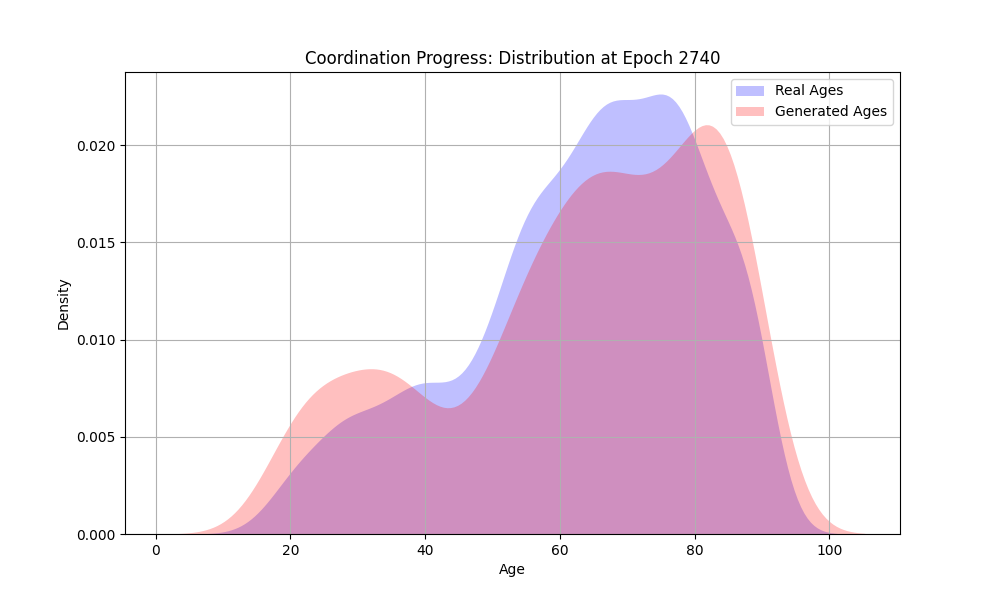 Coordination Progress: Distribution at Epoch 2740
Real Ages
Generated Ages
0.020
0.015
0.010
0.005
0.000
Density
0 20 40 60 80 100
Age